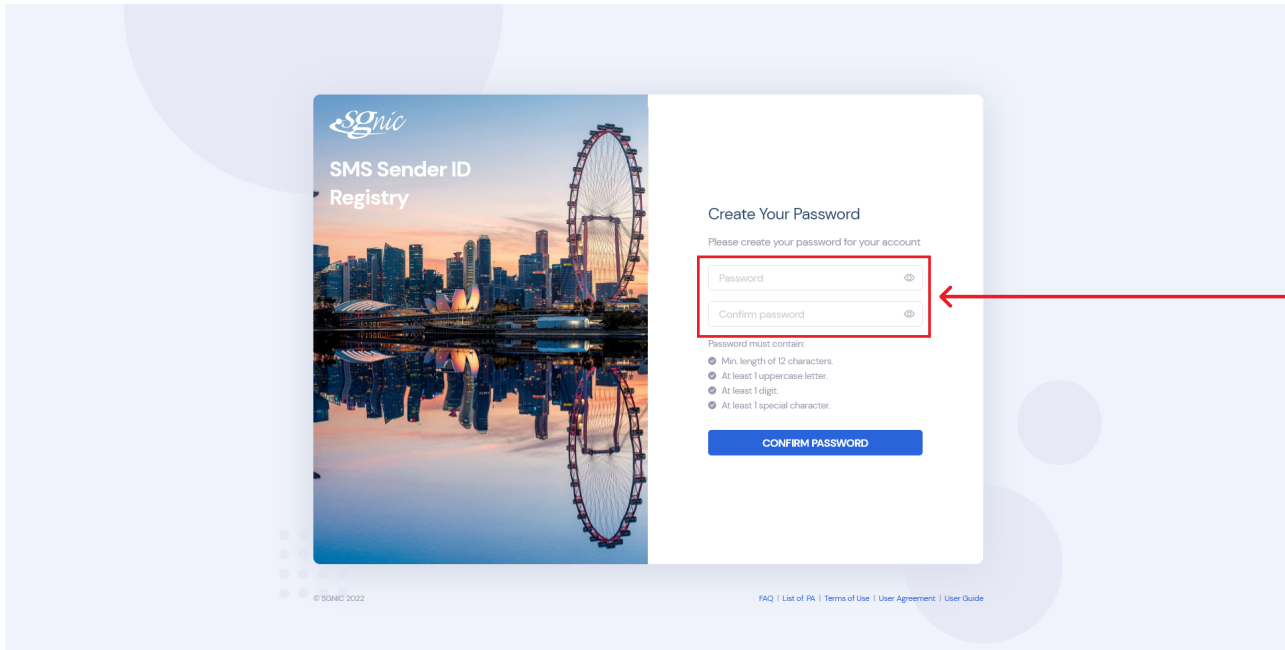 sgnic
SMS Sender ID
Registry
Create Your Password
Please create your password for your account
Password
Confirm password
Password must contain:
Min. length of 12 characters.
At least 1 uppercase letter.
At least 1 digit.
At least 1 special character.
CONFIRM PASSWORD
© SGNIC 2022
FAQ | List of. PA | Terms of Use | User Agreement | User Guide